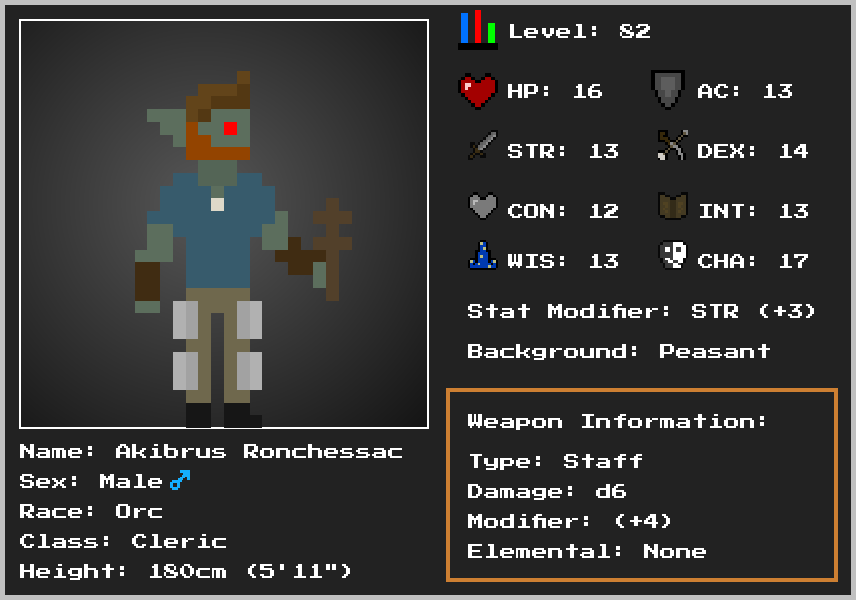 Level: 82
HP: 16 AC: 13
STR: 13 DEX: 14
CON: 12 INT: 13
WIS: 13 CHA: 17
Stat Modifier: STR (+3)
Background: Peasant
Weapon Information:
Type: Staff
Damage: d6
Modifier: (+4)
Elemental: None
Name: Akibrus Ronchessac
Sex: Male ♂
Race: Orc
Class: Cleric
Height: 180cm (5'11")